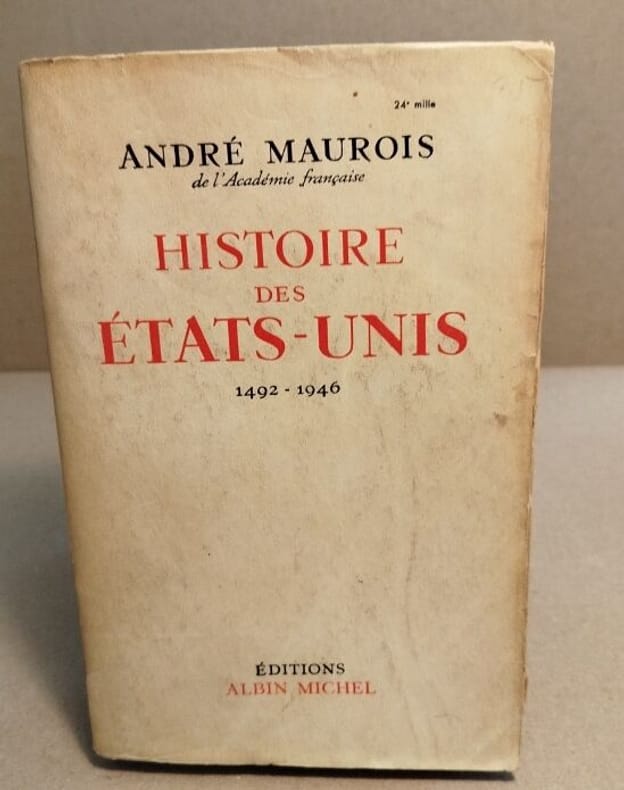 24e mille
ANDRÉ MAUROIS
de l'Académie française
HISTOIRE
DES
ÉTATS-UNIS
1492 - 1946
ÉDITIONS
ALBIN MICHEL